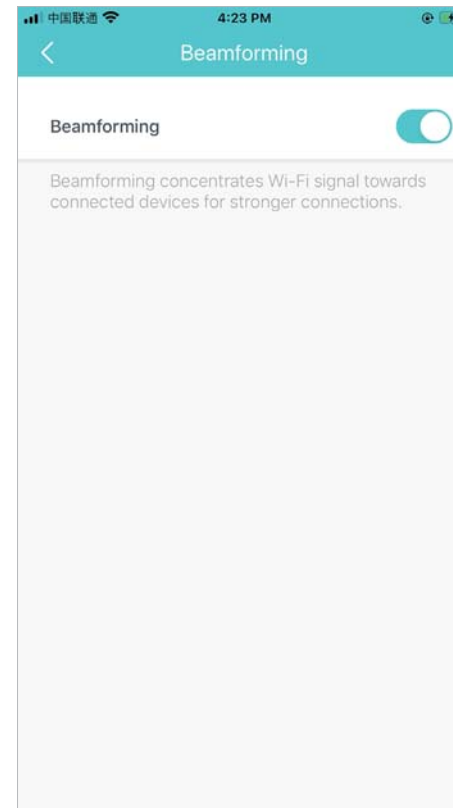 中国联通 4:23 PM
Beamforming
Beamforming
Beamforming concentrates Wi-Fi signal towards
connected devices for stronger connections.